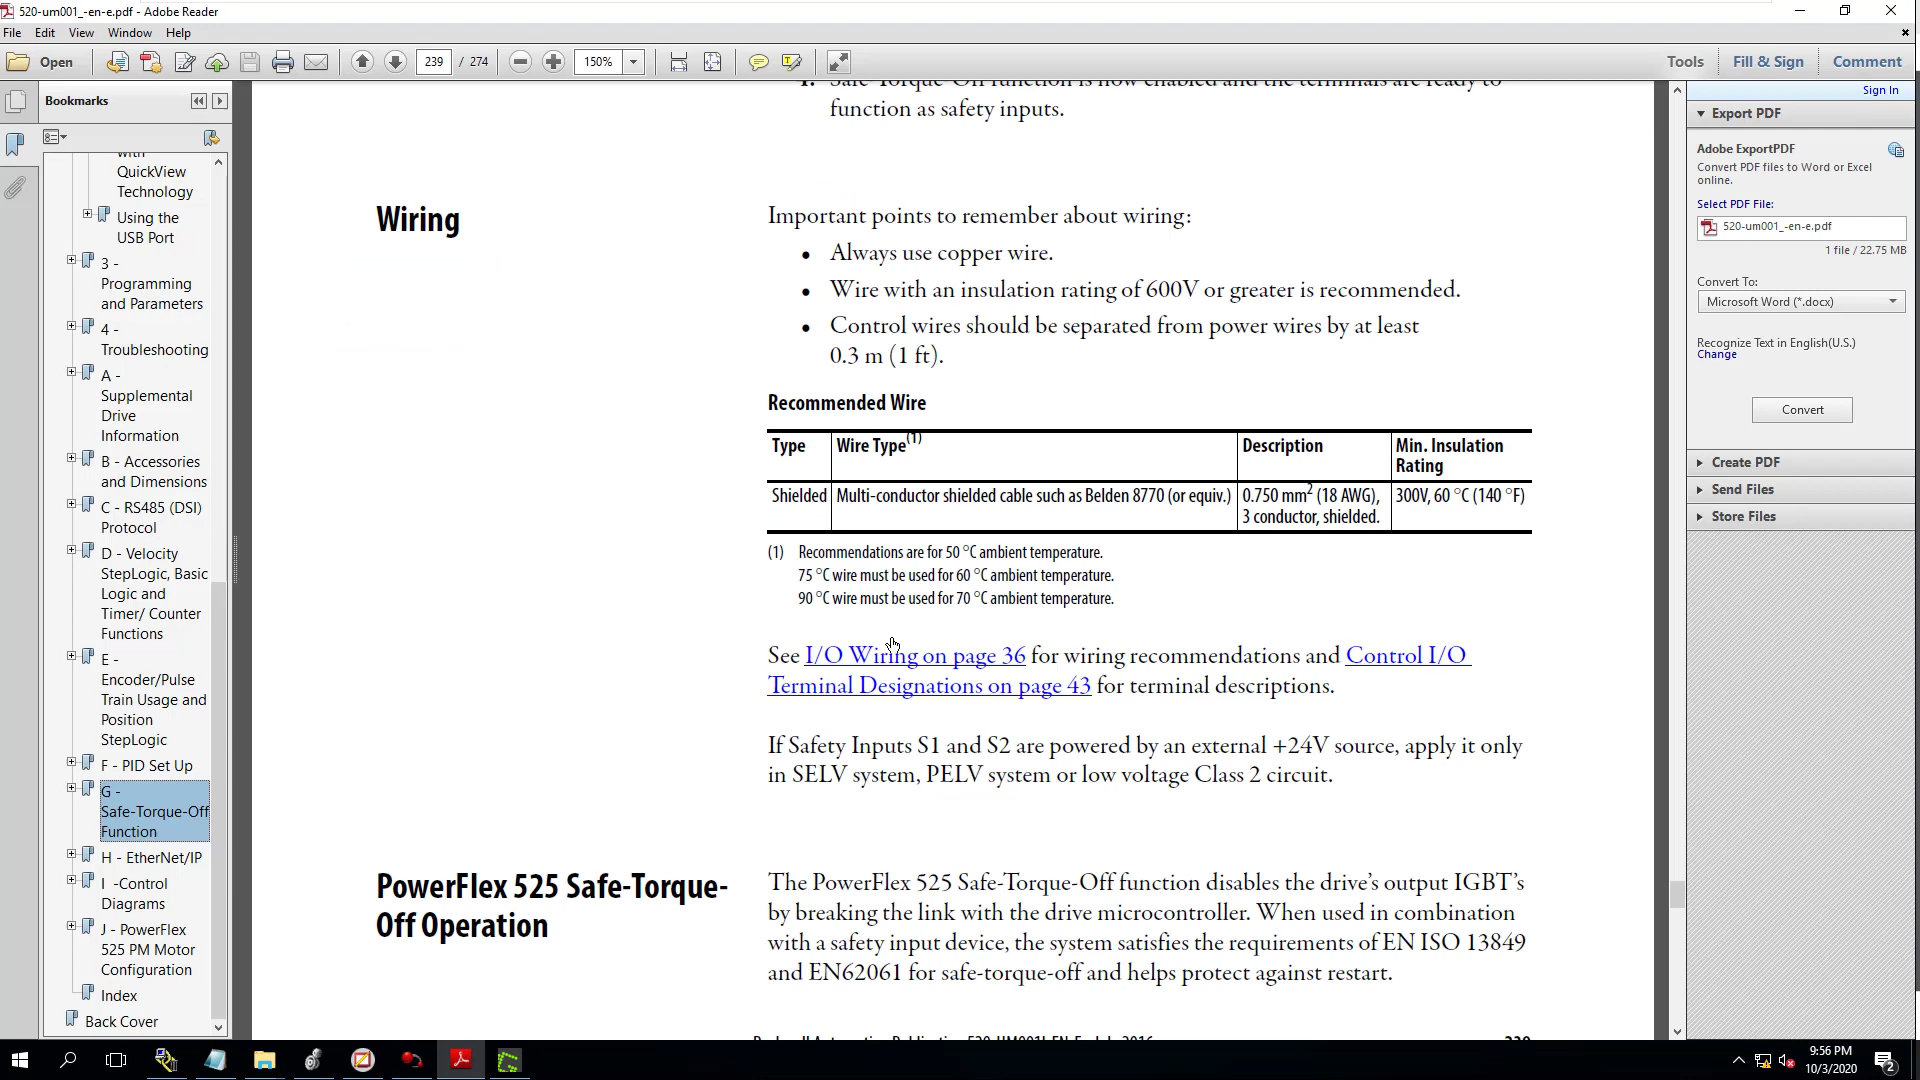 520-um001_-en-e.pdf - Adobe Reader
File Edit View Window Help
Open
239 / 274
150%
Tools
Fill & Sign
Comment
Bookmarks
with
QuickView
Technology
Using the
USB Port
3 -
Programming
and Parameters
4 -
Troubleshooting
A -
Supplemental
Drive
Information
B - Accessories
and Dimensions
C - RS485 (DSI)
Protocol
D - Velocity
StepLogic, Basic
Logic and
Timer/ Counter
Functions
E -
Encoder/Pulse
Train Usage and
Position
StepLogic
F - PID Set Up
G -
Safe-Torque-Off
Function
H - EtherNet/IP
I -Control
Diagrams
J - PowerFlex
525 PM Motor
Configuration
Index
Back Cover
Safe-Torque-Off function is now enabled and the terminals are ready to
function as safety inputs.
Wiring
Important points to remember about wiring:
• Always use copper wire.
• Wire with an insulation rating of 600V or greater is recommended.
• Control wires should be separated from power wires by at least
0.3 m (1 ft).
Recommended Wire
Type Wire Type(1) Description Min. Insulation
Rating
Shielded Multi-conductor shielded cable such as Belden 8770 (or equiv.) 0.750 mm2 (18 AWG), 300V, 60 °C (140 °F)
3 conductor, shielded.
(1) Recommendations are for 50 °C ambient temperature.
75 °C wire must be used for 60 °C ambient temperature.
90 °C wire must be used for 70 °C ambient temperature.
See I/O Wiring on page 36 for wiring recommendations and Control I/O
Terminal Designations on page 43 for terminal descriptions.
If Safety Inputs S1 and S2 are powered by an external +24V source, apply it only
in SELV system, PELV system or low voltage Class 2 circuit.
PowerFlex 525 Safe-Torque-
Off Operation
The PowerFlex 525 Safe-Torque-Off function disables the drive's output IGBT's
by breaking the link with the drive microcontroller. When used in combination
with a safety input device, the system satisfies the requirements of EN ISO 13849
and EN62061 for safe-torque-off and helps protect against restart.
Sign In
Export PDF
Adobe ExportPDF
Convert PDF files to Word or Excel
online.
Select PDF File:
520-um001_-en-e.pdf
1 file / 22.75 MB
Convert To:
Microsoft Word (*.docx)
Recognize Text in English(U.S.)
Change
Convert
Create PDF
Send Files
Store Files
9:56 PM
10/3/2020
2